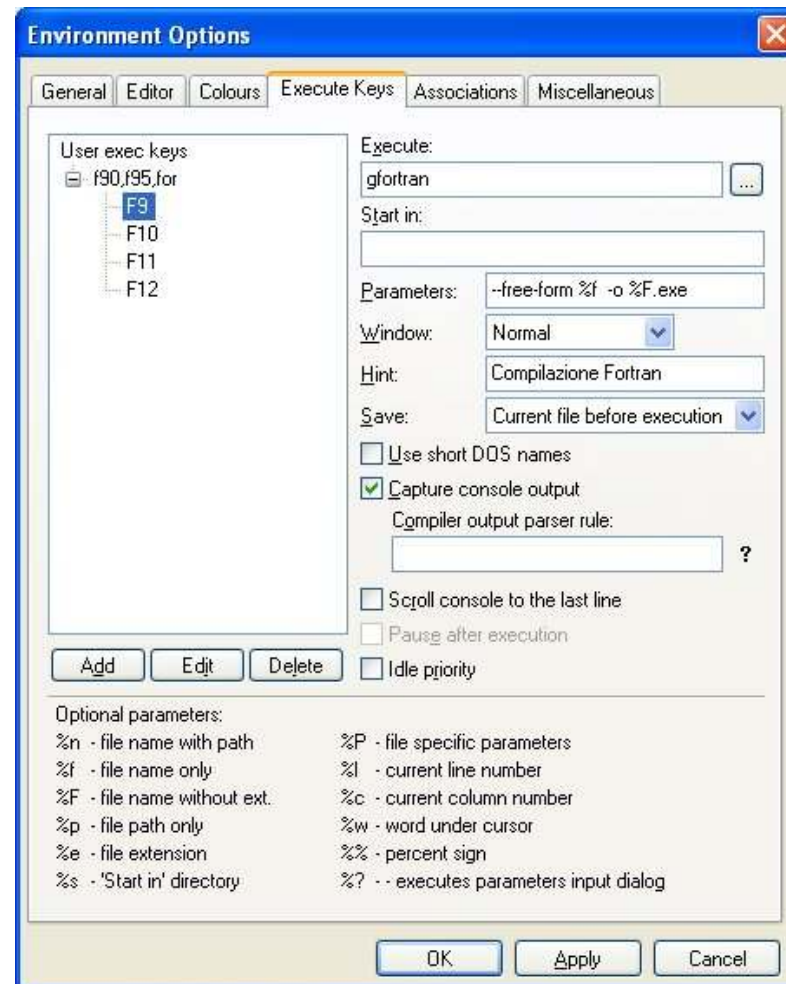 Environment Options
General Editor Colours Execute Keys Associations Miscellaneous
User exec keys
f90,f95,for
F9
F10
F11
F12
Add Edit Delete
Execute:
gfortran
...
Start in:
Parameters: --free-form %f -o %F.exe
Window: Normal
Hint: Compilazione Fortran
Save: Current file before execution
Use short DOS names
Capture console output
Compiler output parser rule:
?
Scroll console to the last line
Pause after execution
Idle priority
Optional parameters:
%n - file name with path
%f - file name only
%F - file name without ext.
%p - file path only
%e - file extension
%s - 'Start in' directory
%P - file specific parameters
%l - current line number
%c - current column number
%w - word under cursor
%% - percent sign
%? - - executes parameters input dialog
OK Apply Cancel